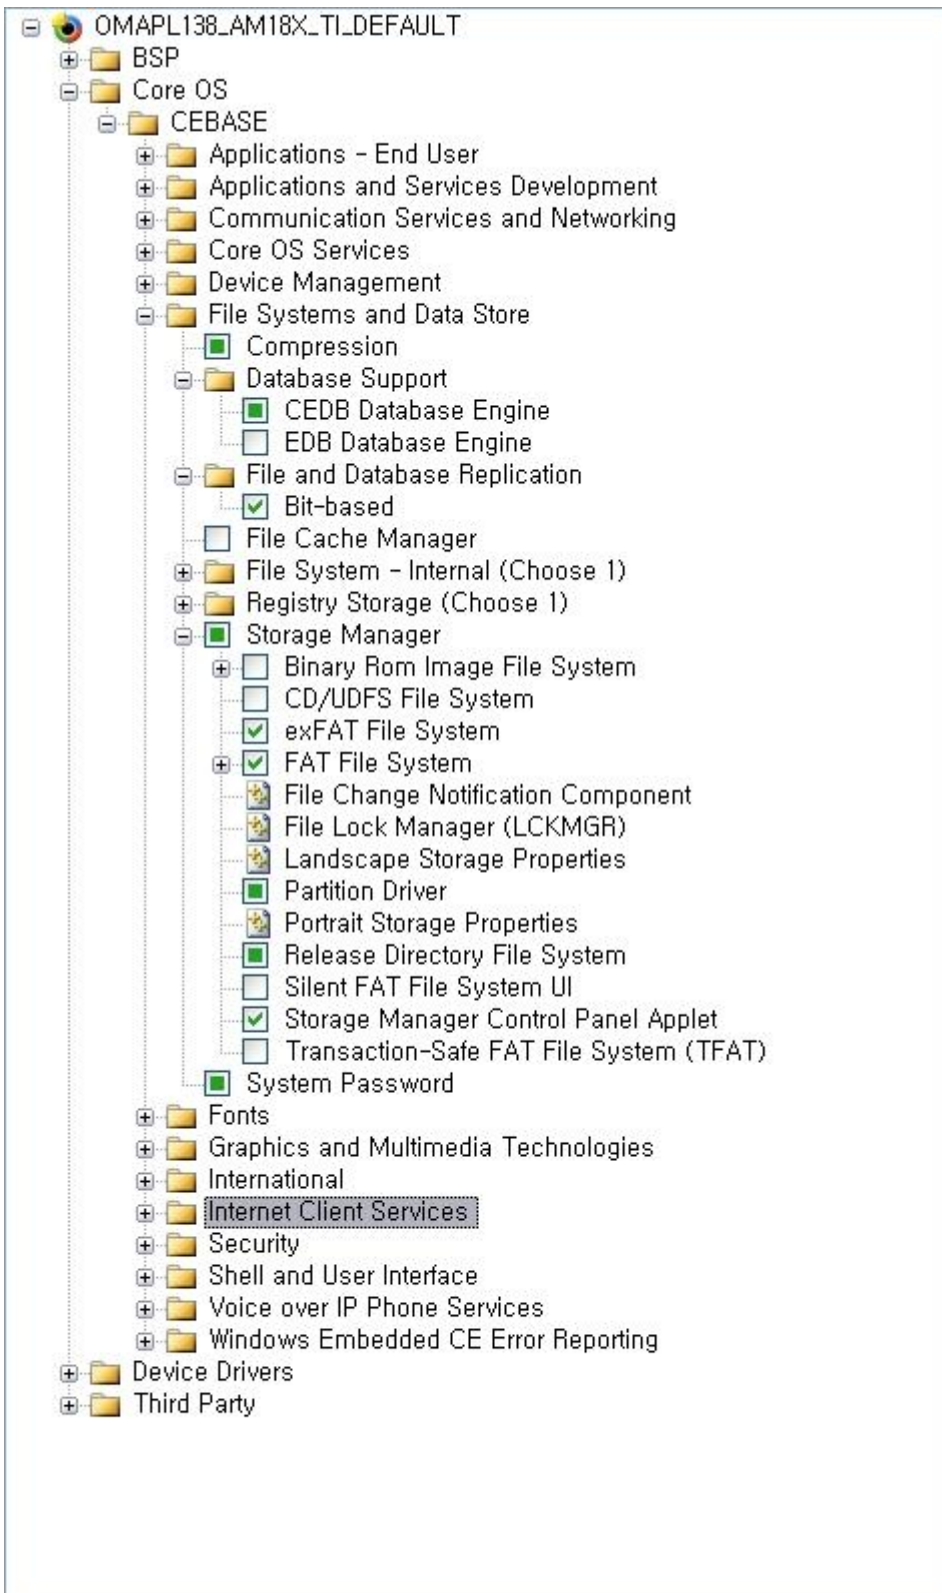 OMAPL138_AM18X_TI_DEFAULT
BSP
Core OS
CEBASE
Applications - End User
Applications and Services Development
Communication Services and Networking
Core OS Services
Device Management
File Systems and Data Store
Compression
Database Support
CEDB Database Engine
EDB Database Engine
File and Database Replication
Bit-based
File Cache Manager
File System - Internal (Choose 1)
Registry Storage (Choose 1)
Storage Manager
Binary Rom Image File System
CD/UDFS File System
exFAT File System
FAT File System
File Change Notification Component
File Lock Manager (LCKMGR)
Landscape Storage Properties
Partition Driver
Portrait Storage Properties
Release Directory File System
Silent FAT File System UI
Storage Manager Control Panel Applet
Transaction-Safe FAT File System (TFAT)
System Password
Fonts
Graphics and Multimedia Technologies
International
Internet Client Services
Security
Shell and User Interface
Voice over IP Phone Services
Windows Embedded CE Error Reporting
Device Drivers
Third Party